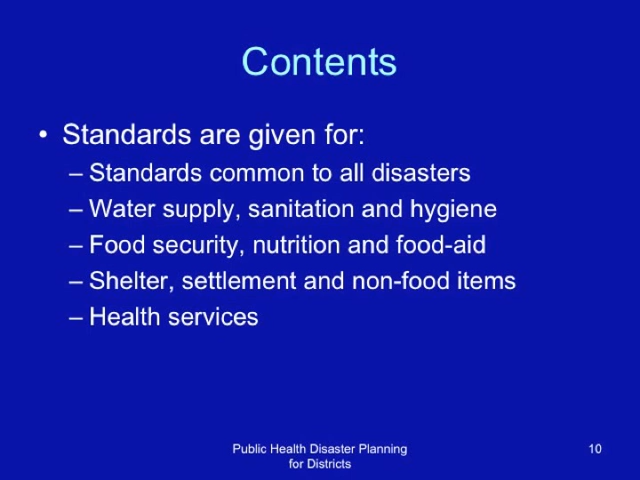 Contents
• Standards are given for:
– Standards common to all disasters
– Water supply, sanitation and hygiene
– Food security, nutrition and food-aid
– Shelter, settlement and non-food items
– Health services
Public Health Disaster Planning
for Districts
10